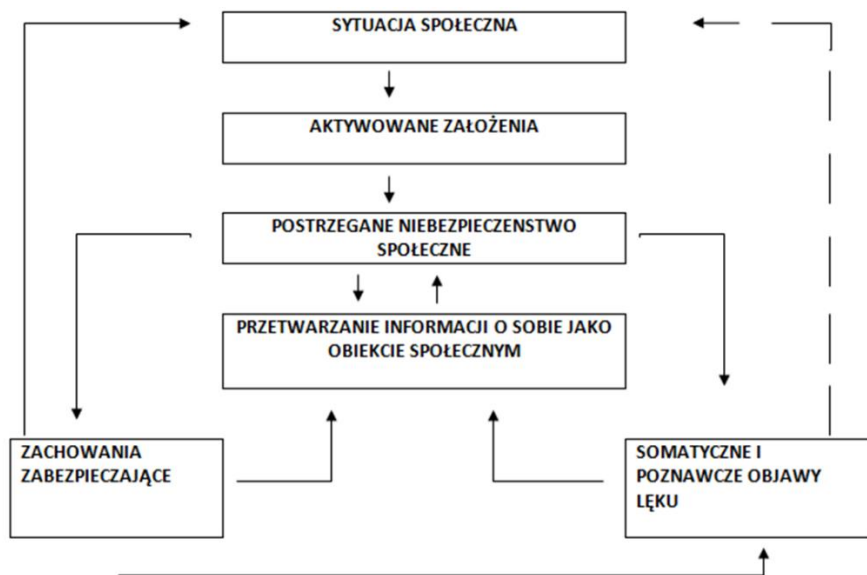 SYTUACJA SPOŁECZNA
AKTYWOWANE ZAŁOŻENIA
POSTRZEGANE NIEBEZPIECZENSTWO
SPOŁECZNE
PRZETWARZANIE INFORMACJI O SOBIE JAKO
OBIEKCIE SPOŁECZNYM
ZACHOWANIA
ZABEZPIECZAJĄCE
SOMATYCZNE I
POZNAWCZE OBJAWY
LĘKU